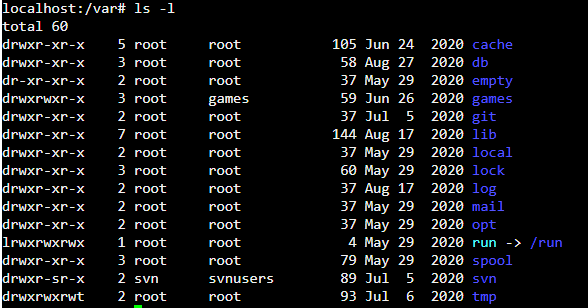 localhost:/var# ls -l
total 60
drwxr-xr-x    5 root     root           105 Jun 24  2020 cache
drwxr-xr-x    3 root     root            58 Aug 27  2020 db
dr-xr-xr-x    2 root     root            37 May 29  2020 empty
drwxrwxr-x    3 root     games           59 Jun 26  2020 games
drwxr-xr-x    2 root     root            37 Jul  5  2020 git
drwxr-xr-x    7 root     root           144 Aug 17  2020 lib
drwxr-xr-x    2 root     root            37 May 29  2020 local
drwxr-xr-x    3 root     root            60 May 29  2020 lock
drwxr-xr-x    2 root     root            37 Aug 17  2020 log
drwxr-xr-x    2 root     root            37 May 29  2020 mail
drwxr-xr-x    2 root     root            37 May 29  2020 opt
lrwxrwxrwx    1 root     root             4 May 29  2020 run -> /run
drwxr-xr-x    3 root     root            79 May 29  2020 spool
drwxr-sr-x    2 svn      svnusers        89 Jul  5  2020 svn
drwxrwxrwt    2 root     root            93 Jul  6  2020 tmp